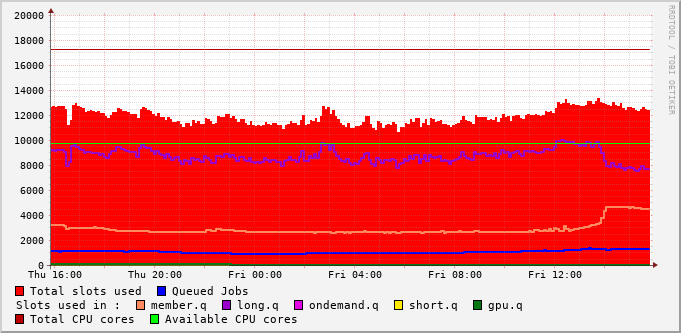 20000
18000
16000
14000
12000
10000
8000
6000
4000
2000
0
Thu 16:00 Thu 20:00 Fri 00:00 Fri 04:00 Fri 08:00 Fri 12:00
RRDTOOL / TOBI OETIKER
Total slots used Queued Jobs
Slots used in : member.q long.q ondemand.q short.q gpu.q
Total CPU cores Available CPU cores